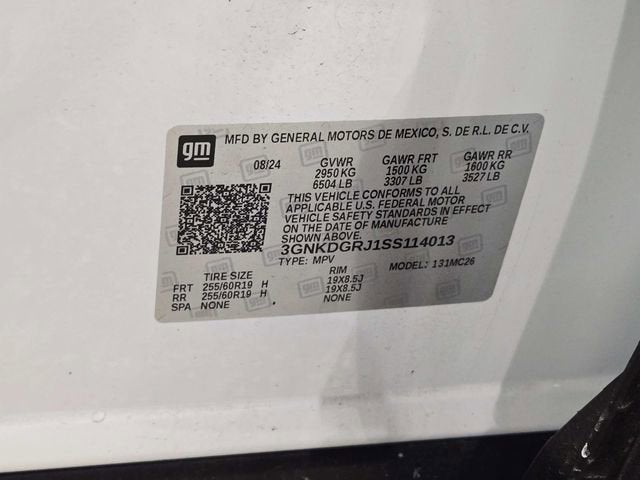 gm MFD BY GENERAL MOTORS DE MEXICO, S. DE R.L. DE C.V.
08/24 GVWR GAWR FRT GAWR RR
2950 KG 1500 KG 1600 KG
6504 LB 3307 LB 3527 LB
THIS VEHICLE CONFORMS TO ALL
APPLICABLE U.S. FEDERAL MOTOR
VEHICLE SAFETY STANDARDS IN EFFECT
ON THE DATE OF MANUFACTURE
SHOWN ABOVE.
3GNKDGRJ1SS114013
TYPE: MPV MODEL: 131MC26
TIRE SIZE RIM
FRT 255/60R19 H 19X8.5J
RR 255/60R19 H 19X8.5J
SPA NONE NONE